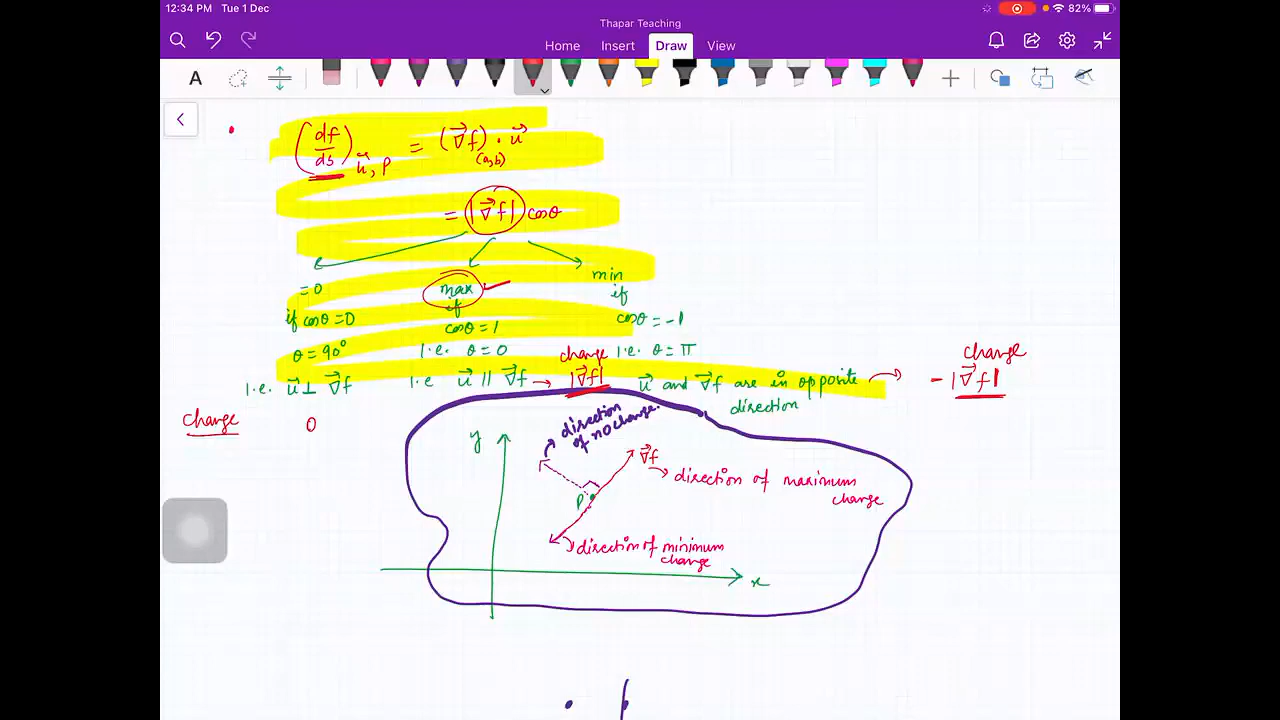 12:34 PM Tue 1 Dec
82%
Thapar Teaching
Home Insert Draw View
A
(df/ds)u⃗, P = (∇⃗f)(a,b) · u⃗
= |∇⃗f| cosθ
=0
max
min
if cosθ=0
if
if
cosθ = 1
cosθ = -1
θ = 90°
i.e. θ = 0
i.e. θ = π
i.e. u⃗ ⊥ ∇⃗f
i.e u⃗ || ∇⃗f → change |∇⃗f|
u⃗ and ∇⃗f are in opposite direction → change - |∇⃗f|
change 0
y
direction of no change.
∇⃗f
direction of maximum change
P
direction of minimum change
x